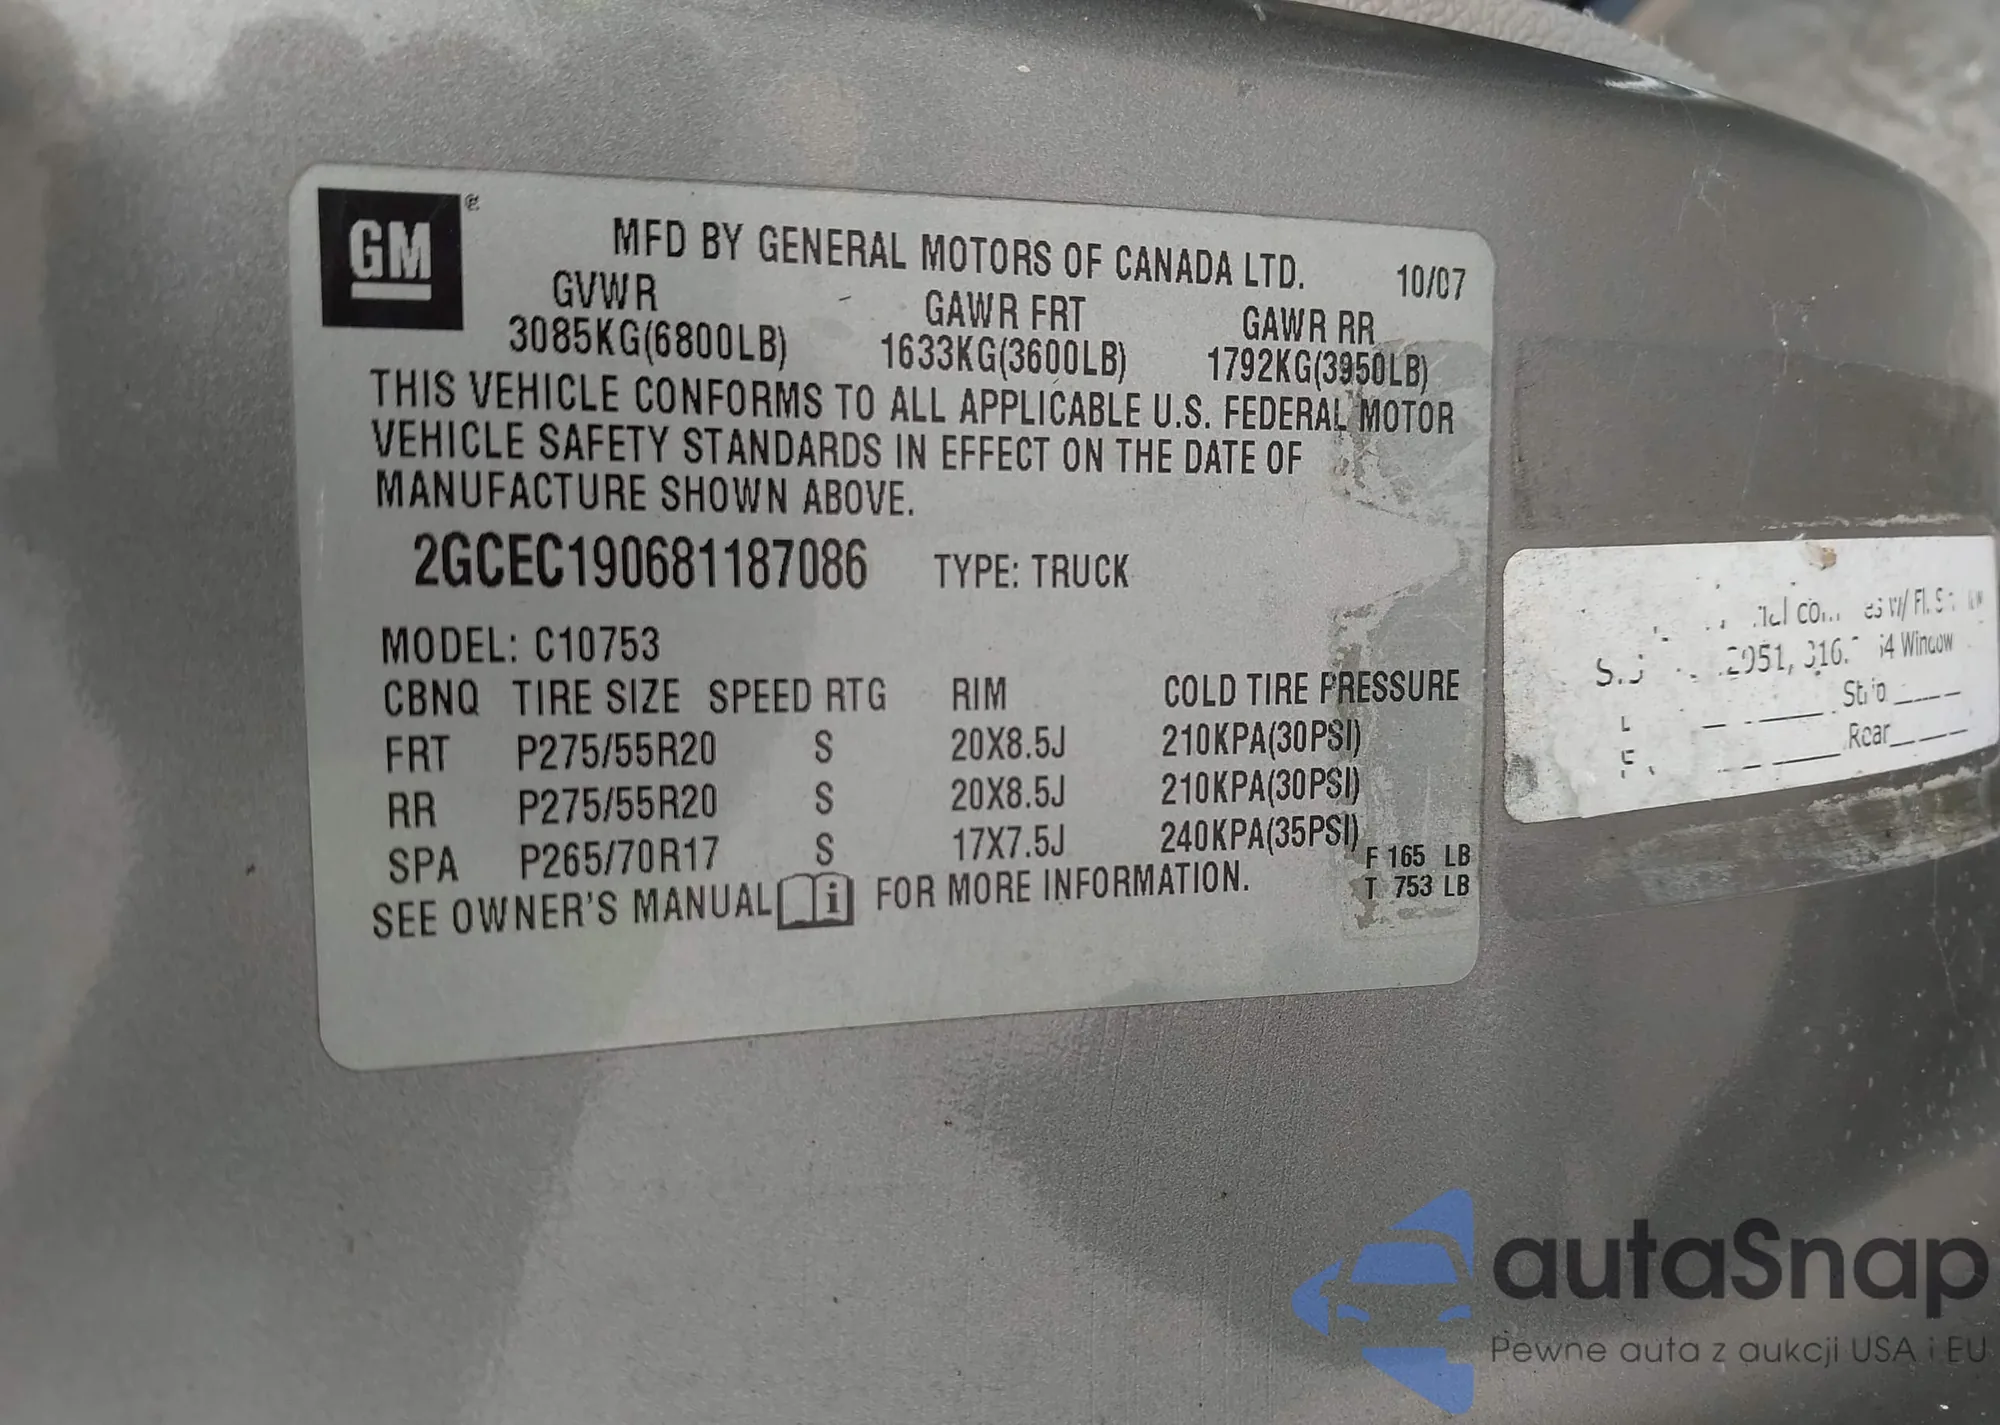 GM®
MFD BY GENERAL MOTORS OF CANADA LTD. 10/07
GVWR GAWR FRT GAWR RR
3085KG(6800LB) 1633KG(3600LB) 1792KG(3950LB)
THIS VEHICLE CONFORMS TO ALL APPLICABLE U.S. FEDERAL MOTOR
VEHICLE SAFETY STANDARDS IN EFFECT ON THE DATE OF
MANUFACTURE SHOWN ABOVE.
2GCEC190681187086 TYPE: TRUCK
MODEL: C10753
CBNQ TIRE SIZE SPEED RTG RIM COLD TIRE PRESSURE
FRT P275/55R20 S 20X8.5J 210KPA(30PSI)
RR P275/55R20 S 20X8.5J 210KPA(30PSI)
SPA P265/70R17 S 17X7.5J 240KPA(35PSI)
F 165 LB
T 753 LB
SEE OWNER'S MANUAL FOR MORE INFORMATION.
w/ Fl.
Window
Rear
autaSnap
Pewne auta z aukcji USA i EU